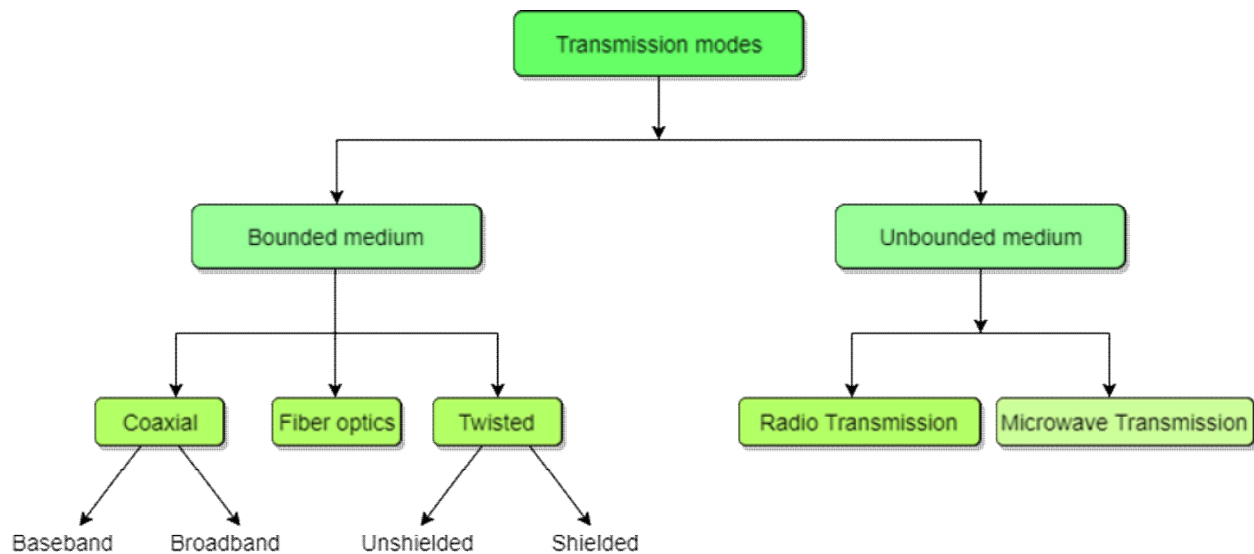 Transmission modes
Bounded medium
Unbounded medium
Coaxial
Fiber optics
Twisted
Radio Transmission
Microwave Transmission
Baseband
Broadband
Unshielded
Shielded